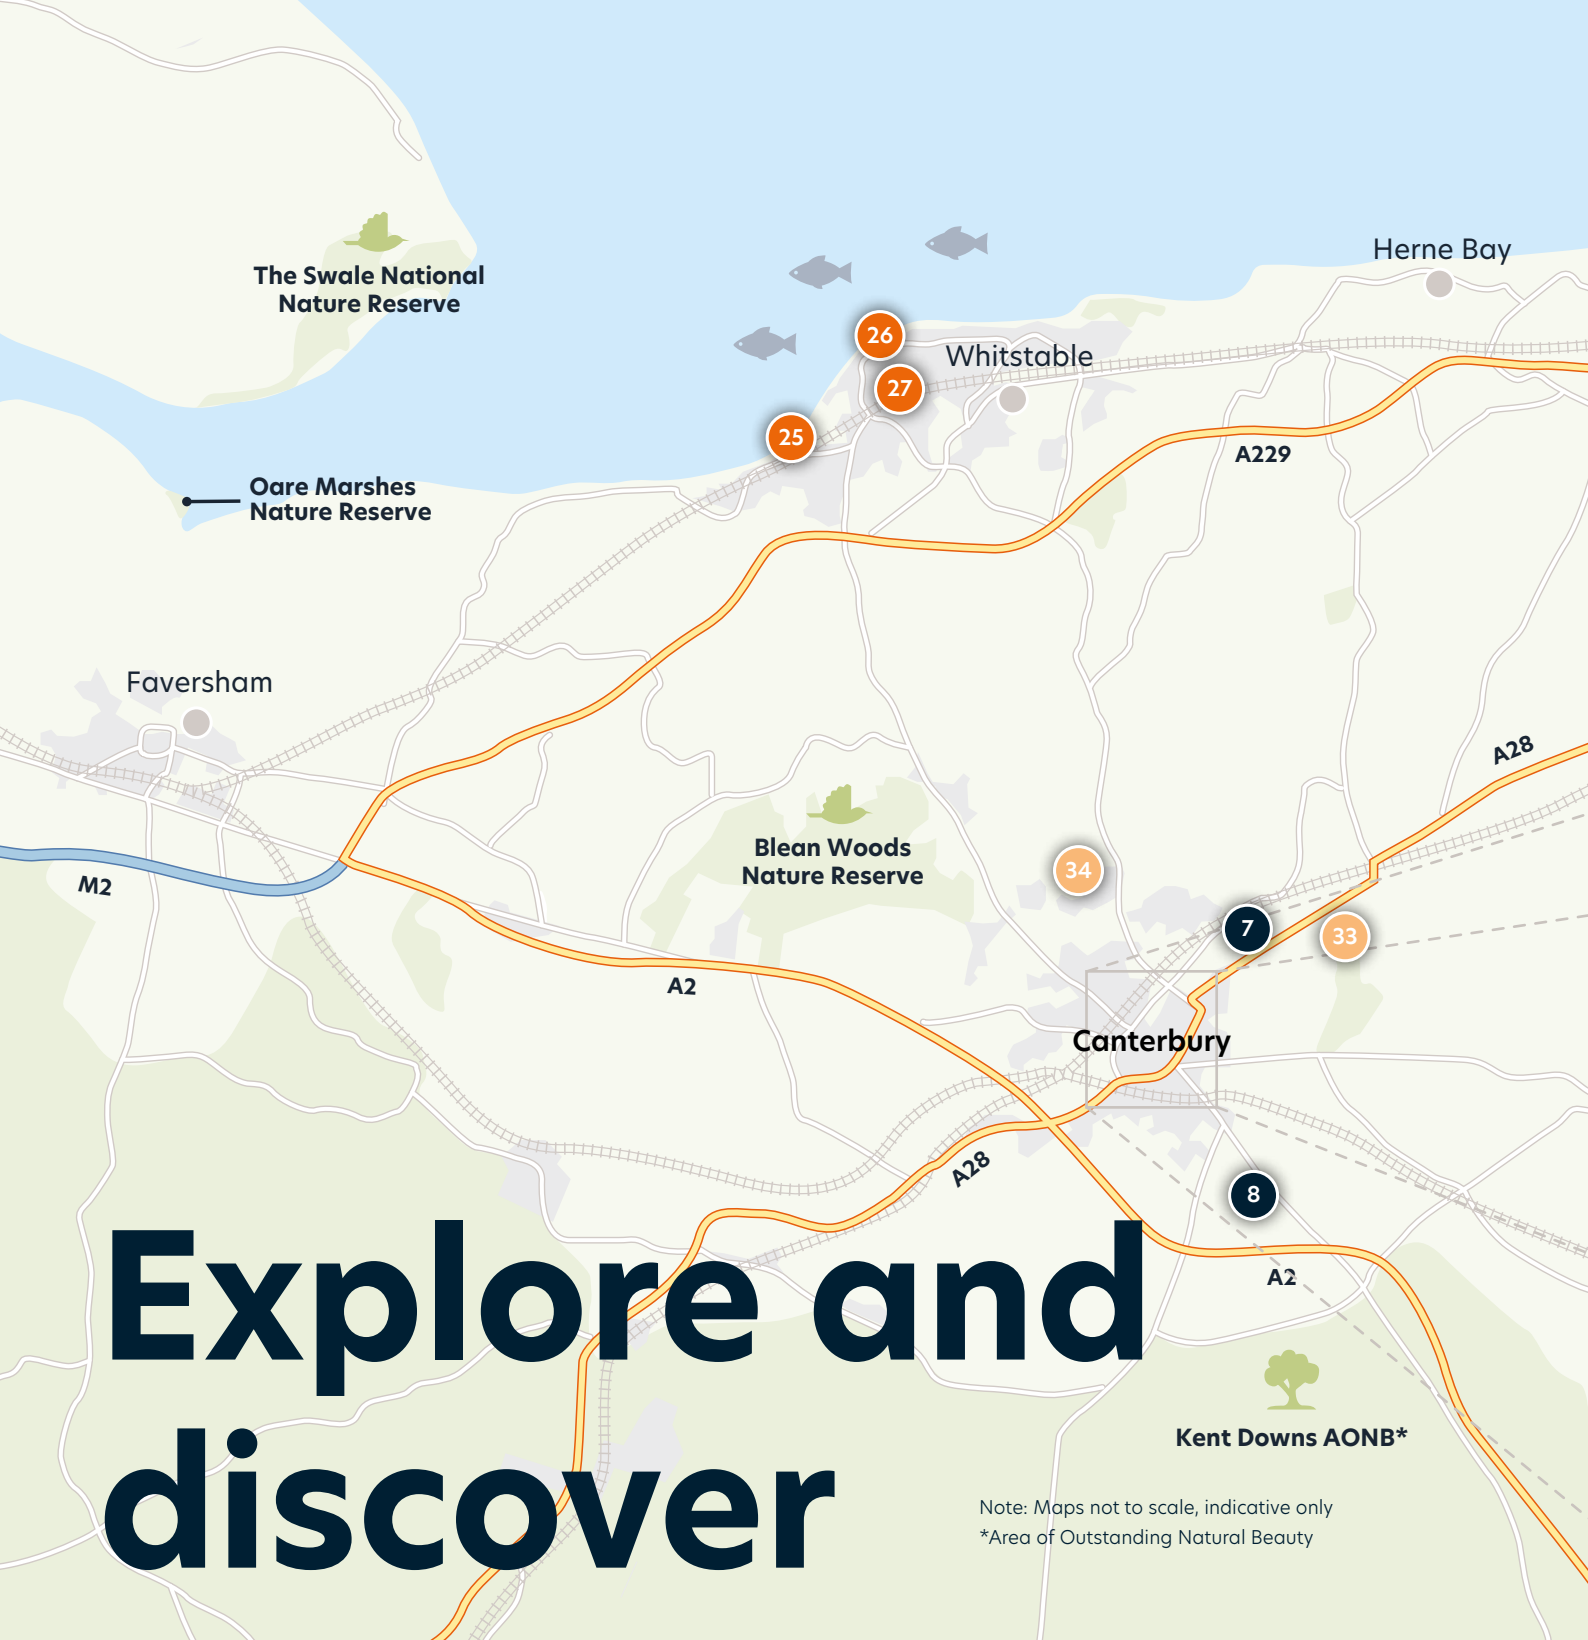 Herne Bay
The Swale National
Nature Reserve
26
Whitstable
27
25
A229
Oare Marshes
Nature Reserve
Faversham
A28
Blean Woods
Nature Reserve
34
M2
7
33
A2
Canterbury
A28
8
A2
Explore and
discover
Kent Downs AONB*
Note: Maps not to scale, indicative only
*Area of Outstanding Natural Beauty